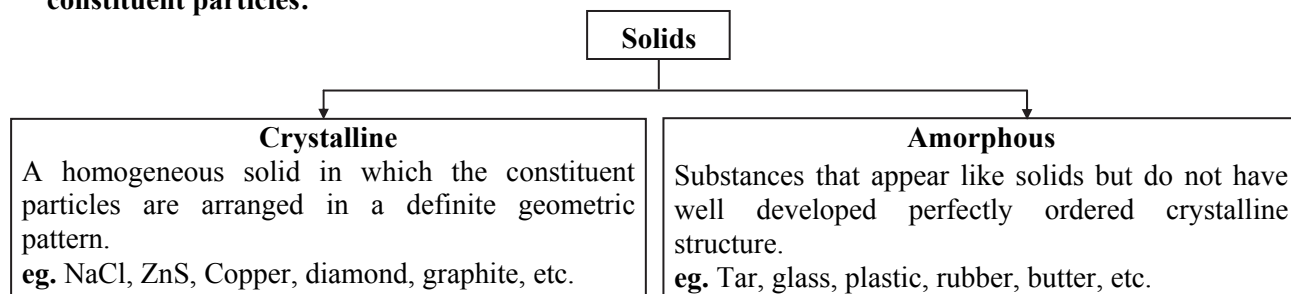 constituent particles:
Solids
Crystalline
A homogeneous solid in which the constituent
particles are arranged in a definite geometric
pattern.
eg. NaCl, ZnS, Copper, diamond, graphite, etc.
Amorphous
Substances that appear like solids but do not have
well developed perfectly ordered crystalline
structure.
eg. Tar, glass, plastic, rubber, butter, etc.